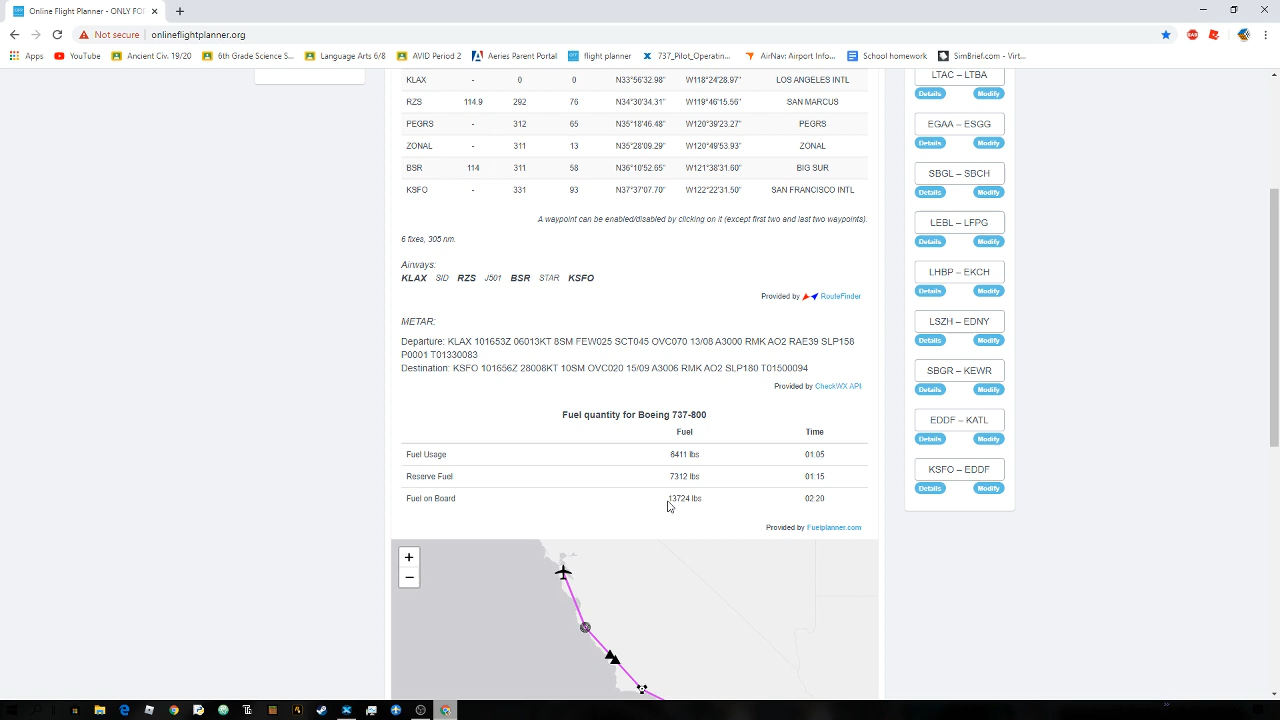 Online Flight Planner - ONLY FO
Not secure | onlineflightplanner.org
Apps YouTube Ancient Civ. 19/20 6th Grade Science S... Language Arts 6/8 AVID Period 2 Aeries Parent Portal flight planner 737_Pilot_Operatin... AirNav: Airport Info... School homework SimBrief.com - Virt...
KLAX - 0 0 N33°56'32.98" W118°24'28.97" LOS ANGELES INTL
RZS 114.9 292 76 N34°30'34.31" W119°46'15.56" SAN MARCUS
PEGRS - 312 65 N35°18'46.48" W120°39'23.27" PEGRS
ZONAL - 311 13 N35°28'09.29" W120°49'53.93" ZONAL
BSR 114 311 58 N36°10'52.65" W121°38'31.60" BIG SUR
KSFO - 331 93 N37°37'07.70" W122°22'31.50" SAN FRANCISCO INTL
A waypoint can be enabled/disabled by clicking on it (except first two and last two waypoints).
6 fixes, 305 nm.
Airways:
KLAX SID RZS J501 BSR STAR KSFO
Provided by RouteFinder
METAR:
Departure: KLAX 101653Z 06013KT 8SM FEW025 SCT045 OVC070 13/08 A3000 RMK AO2 RAE39 SLP158
P0001 T01330083
Destination: KSFO 101656Z 28008KT 10SM OVC020 15/09 A3006 RMK AO2 SLP180 T01500094
Provided by CheckWX API
Fuel quantity for Boeing 737-800
Fuel Time
Fuel Usage 6411 lbs 01:05
Reserve Fuel 7312 lbs 01:15
Fuel on Board 13724 lbs 02:20
Provided by Fuelplanner.com
+
−
LTAC – LTBA
Details Modify
EGAA – ESGG
Details Modify
SBGL – SBCH
Details Modify
LEBL – LFPG
Details Modify
LHBP – EKCH
Details Modify
LSZH – EDNY
Details Modify
SBGR – KEWR
Details Modify
EDDF – KATL
Details Modify
KSFO – EDDF
Details Modify